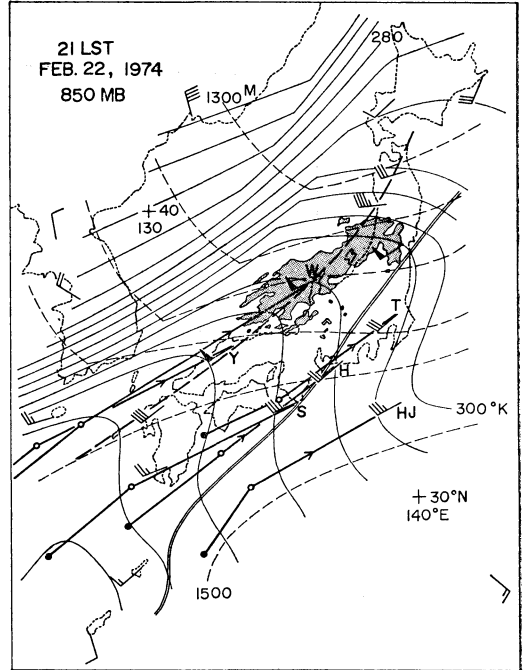 21 LST
FEB. 22, 1974
850 MB
280
1300 M
+ 40
130
W
T
Y
H
S
HJ
300 °K
+ 30°N
140°E
1500